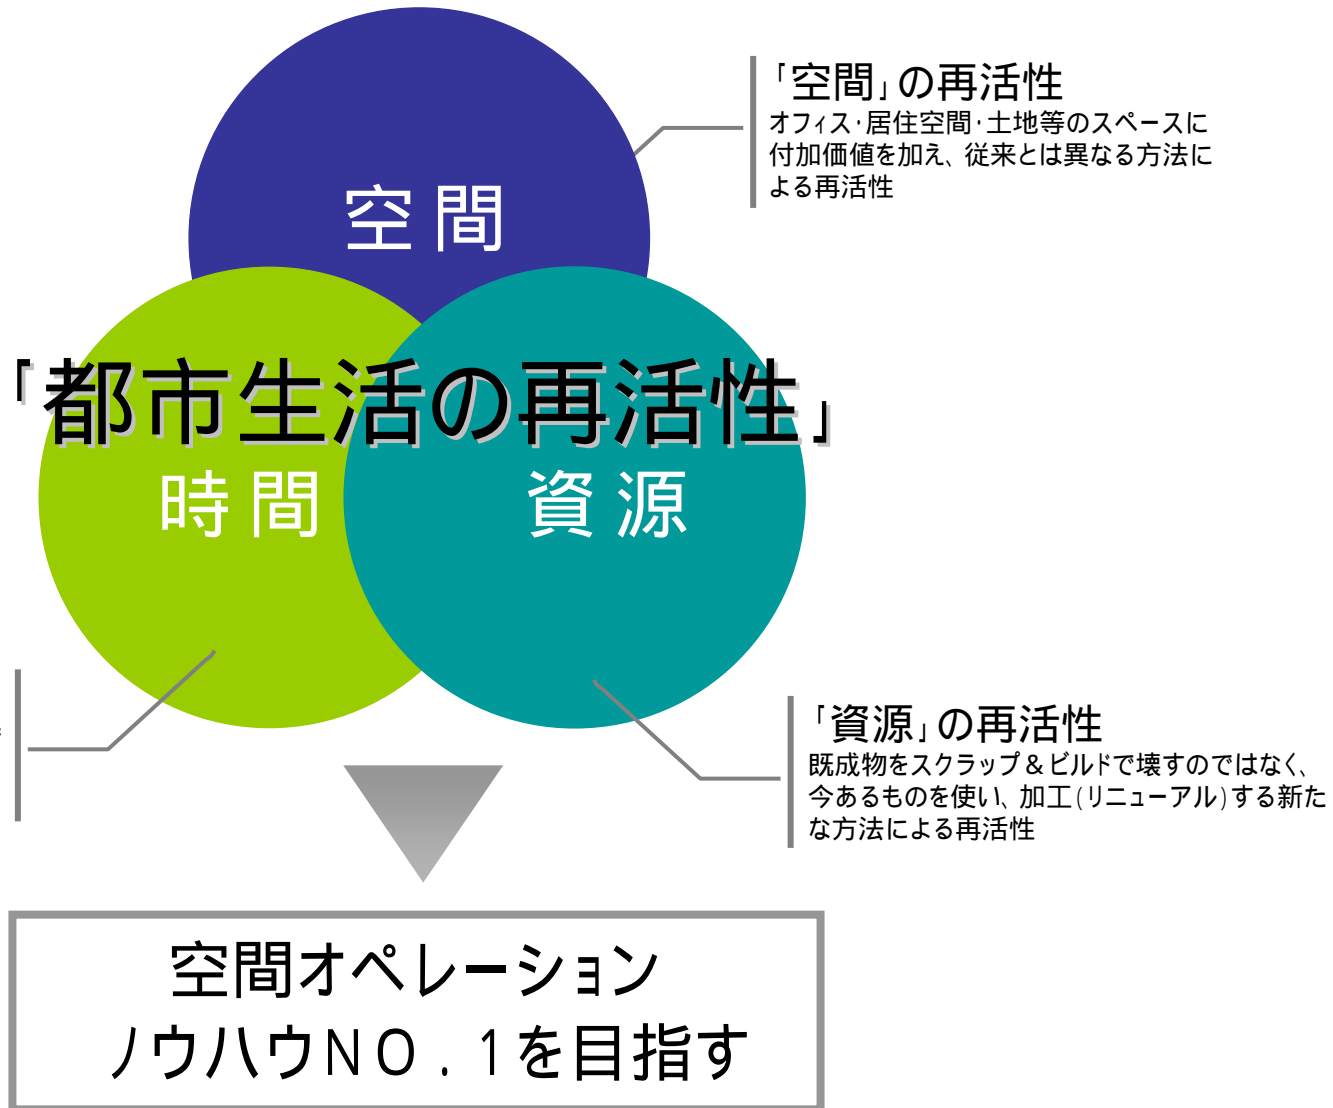 「空間」の再活性
オフィス・居住空間・土地等のスペースに
付加価値を加え、従来とは異なる方法に
よる再活性
空間
「都市生活の再活性」
時間
資源
「資源」の再活性
既成物をスクラップ&ビルドで壊すのではなく、
今あるものを使い、加工(リニューアル)する新た
な方法による再活性
空間オペレーション
ノウハウNO.1を目指す